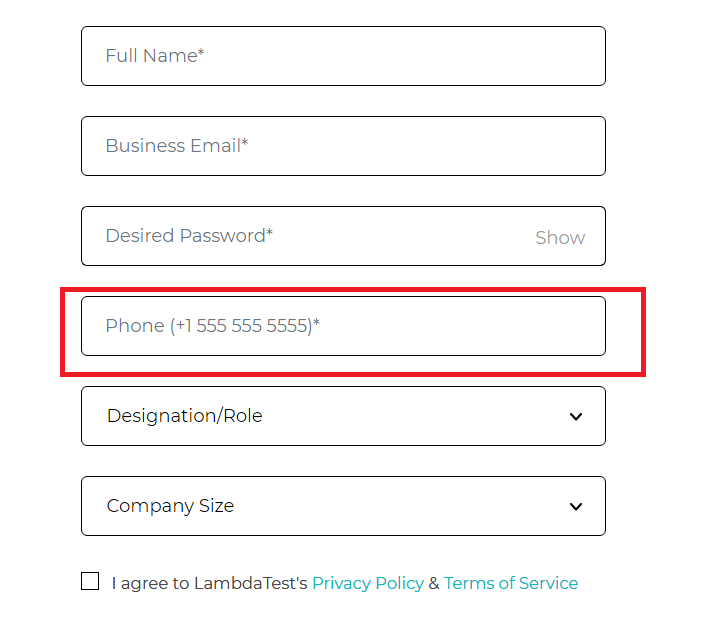 Full Name*
Business Email*
Desired Password* Show
Phone (+1 555 555 5555)*
Designation/Role
Company Size
I agree to LambdaTest's Privacy Policy & Terms of Service